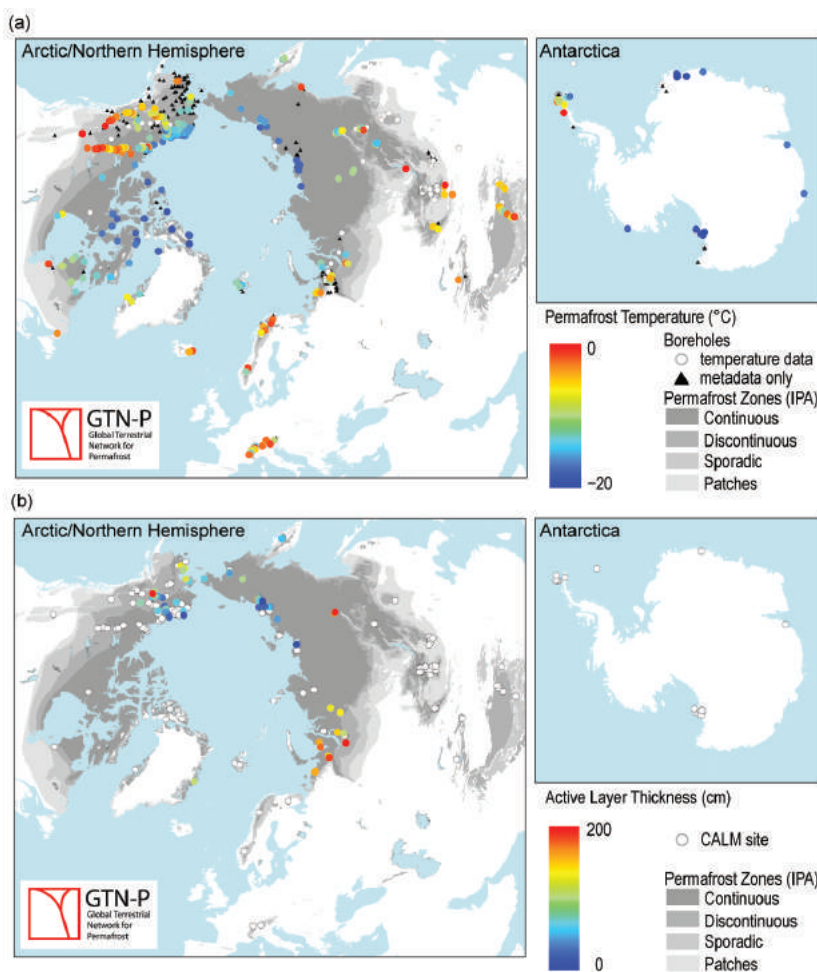 (a)
Arctic/Northern Hemisphere
Antarctica
Permafrost Temperature (°C)
0
−20
Boreholes
temperature data
metadata only
Permafrost Zones (IPA)
Continuous
Discontinuous
Sporadic
Patches
GTN-P
Global Terrestrial
Network for
Permafrost
(b)
Arctic/Northern Hemisphere
Antarctica
Active Layer Thickness (cm)
200
0
CALM site
Permafrost Zones (IPA)
Continuous
Discontinuous
Sporadic
Patches
GTN-P
Global Terrestrial
Network for
Permafrost